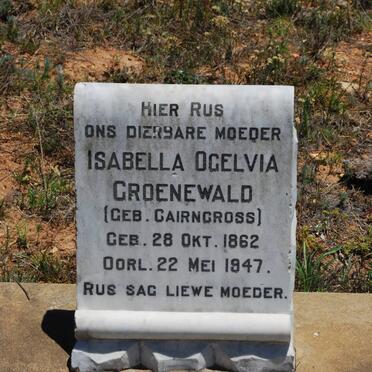 HIER RUS
ONS DIERBARE MOEDER
ISABELLA OGELVIA
GROENEWALD
(GEB. CAIRNCROSS)
GEB. 28 OKT. 1862
OORL. 22 MEI 1947.
RUS SAG LIEWE MOEDER.